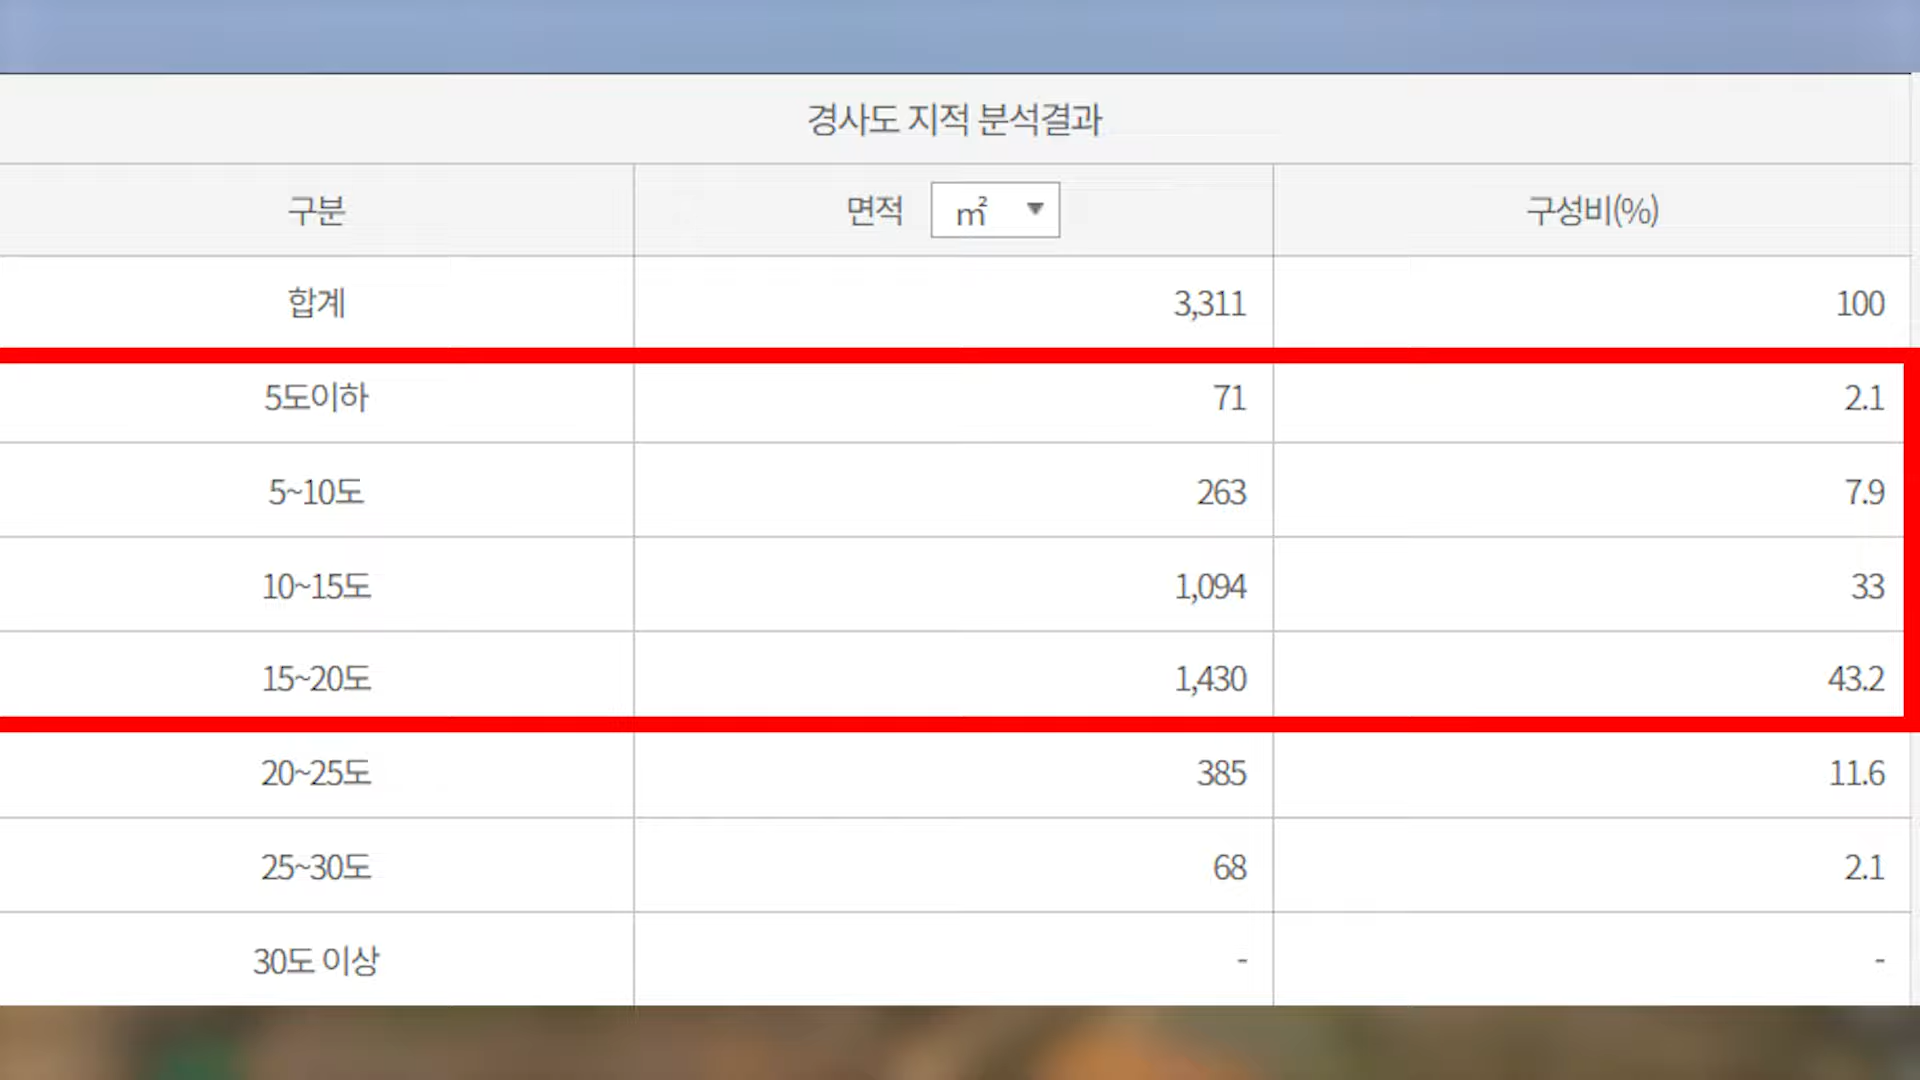 경사도 지적 분석결과
구분 면적 ㎡ 구성비(%)
합계 3,311 100
5도이하 71 2.1
5~10도 263 7.9
10~15도 1,094 33
15~20도 1,430 43.2
20~25도 385 11.6
25~30도 68 2.1
30도 이상 - -